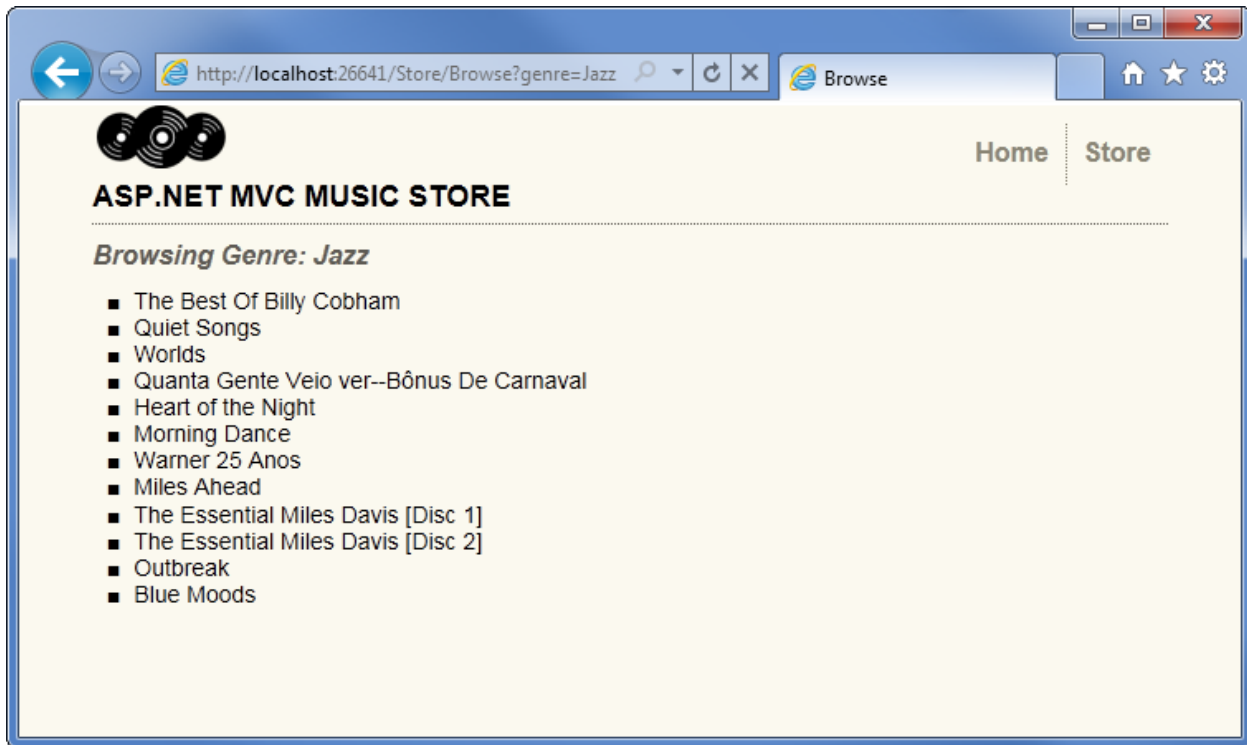 http://localhost:26641/Store/Browse?genre=Jazz
Browse
Home
Store
ASP.NET MVC MUSIC STORE
Browsing Genre: Jazz
The Best Of Billy Cobham
Quiet Songs
Worlds
Quanta Gente Veio ver--Bônus De Carnaval
Heart of the Night
Morning Dance
Warner 25 Anos
Miles Ahead
The Essential Miles Davis [Disc 1]
The Essential Miles Davis [Disc 2]
Outbreak
Blue Moods